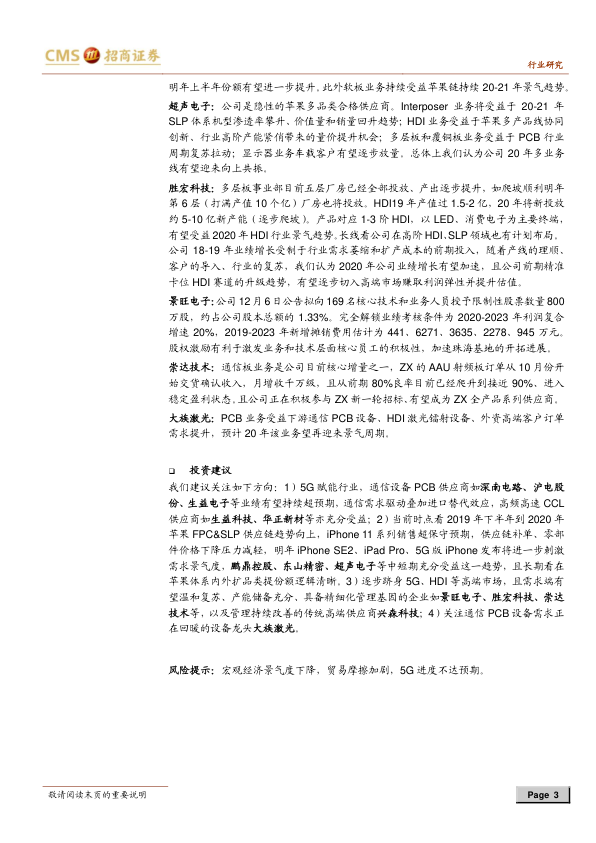 CMS 招商证券
行业研究
明年上半年份额有望进一步提升。此外软板业务持续受益苹果链持续 20-21 年景气趋势。
超声电子：公司是隐性的苹果多品类合格供应商。Interposer 业务将受益于 20-21 年
SLP 体系机型渗透率攀升、价值量和销量回升趋势；HDI 业务受益于苹果多产品线协同
创新、行业高阶产能紧俏带来的量价提升机会；多层板和覆铜板业务受益于 PCB 行业
周期复苏拉动；显示器业务车载客户有望逐步放量。总体上我们认为公司 20 年多业务
线有望迎来向上共振。
胜宏科技：多层板事业部目前五层厂房已经全部投放、产出逐步提升，如爬坡顺利明年
第 6 层（打满产值 10 个亿）厂房也将投放。HDI19 年产值过 1.5-2 亿，20 年将新投放
约 5-10 亿新产能（逐步爬坡）。产品对应 1-3 阶 HDI，以 LED、消费电子为主要终端，
有望受益 2020 年 HDI 行业景气趋势。长线看公司在高阶 HDI、SLP 领域也有计划布局。
公司 18-19 年业绩增长受制于行业需求萎缩和扩产成本的前期投入，随着产线的理顺、
客户的导入、行业的复苏，我们认为 2020 年公司业绩增长有望加速，且公司前期精准
卡位 HDI 赛道的升级趋势，有望逐步切入高端市场赚取利润弹性并提升估值。
景旺电子：公司 12 月 6 日公告拟向 169 名核心技术和业务人员授予限制性股票数量 800
万股，约占公司股本总额的 1.33%。完全解锁业绩考核条件为 2020-2023 年利润复合
增速 20%，2019-2023 年新增摊销费用估计为 441、6271、3635、2278、945 万元。
股权激励有利于激发业务和技术层面核心员工的积极性，加速珠海基地的开拓进展。
崇达技术：通信板业务是公司目前核心增量之一，ZX 的 AAU 射频板订单从 10 月份开
始交货确认收入，月增收千万级，且从前期 80%良率目前已经爬升到接近 90%，进入
稳定盈利状态。且公司正在积极参与 ZX 新一轮招标、有望成为 ZX 全产品系列供应商。
大族激光：PCB 业务受益下游通信 PCB 设备、HDI 激光镭射设备、外资高端客户订单
需求提升，预计 20 年该业务望再迎来景气周期。
❑ 投资建议
我们建议关注如下方向：1）5G 赋能行业，通信设备 PCB 供应商如深南电路、沪电股
份、生益电子等业绩有望持续超预期，通信需求驱动叠加进口替代效应，高频高速 CCL
供应商如生益科技、华正新材等亦充分受益；2）当前时点看 2019 年下半年到 2020 年
苹果 FPC&SLP 供应链趋势向上，iPhone 11 系列销售超保守预期，供应链补单、零部
件价格下降压力减轻，明年 iPhone SE2、iPad Pro、5G 版 iPhone 发布将进一步刺激
需求景气度，鹏鼎控股、东山精密、超声电子等中短期充分受益这一趋势，且长期看在
苹果体系内外扩品类提份额逻辑清晰。3）逐步跻身 5G、HDI 等高端市场，且需求端有
望温和复苏、产能储备充分、具备精细化管理基因的企业如景旺电子、胜宏科技、崇达
技术等，以及管理持续改善的传统高端供应商兴森科技；4）关注通信 PCB 设备需求正
在回暖的设备龙头大族激光。
风险提示：宏观经济景气度下降，贸易摩擦加剧，5G 进度不达预期。
敬请阅读末页的重要说明
Page 3